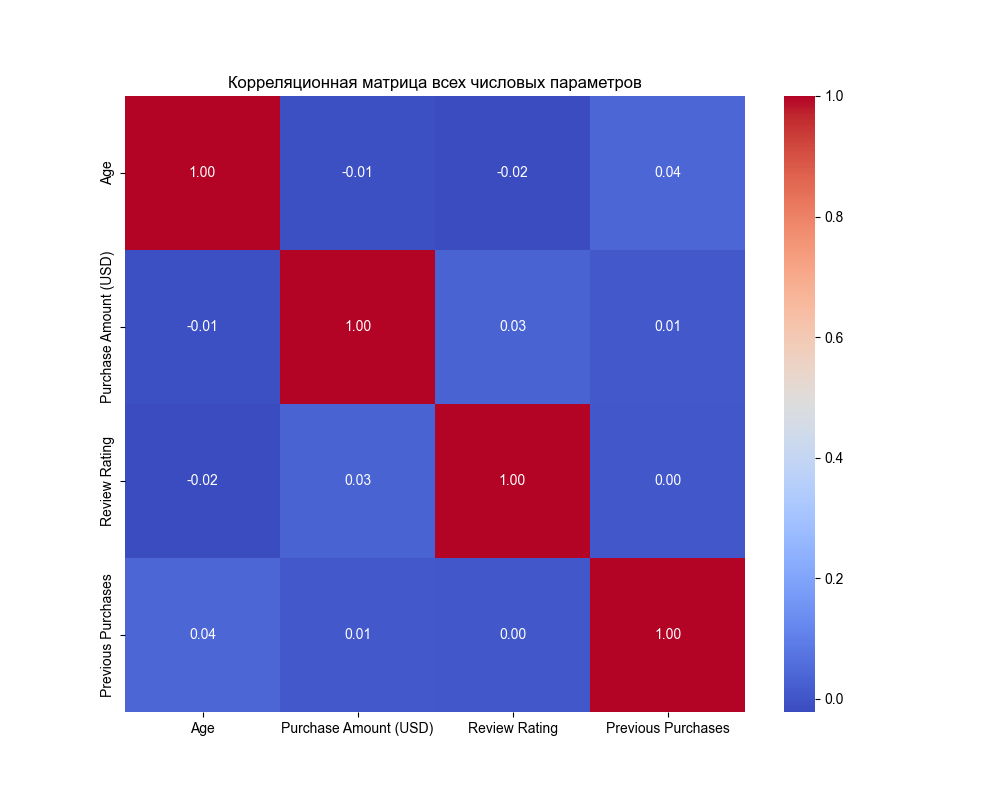 Корреляционная матрица всех числовых параметров
Age
1.00
-0.01
-0.02
0.04
Purchase Amount (USD)
-0.01
1.00
0.03
0.01
Review Rating
-0.02
0.03
1.00
0.00
Previous Purchases
0.04
0.01
0.00
1.00
Age
Purchase Amount (USD)
Review Rating
Previous Purchases
1.0
0.8
0.6
0.4
0.2
0.0